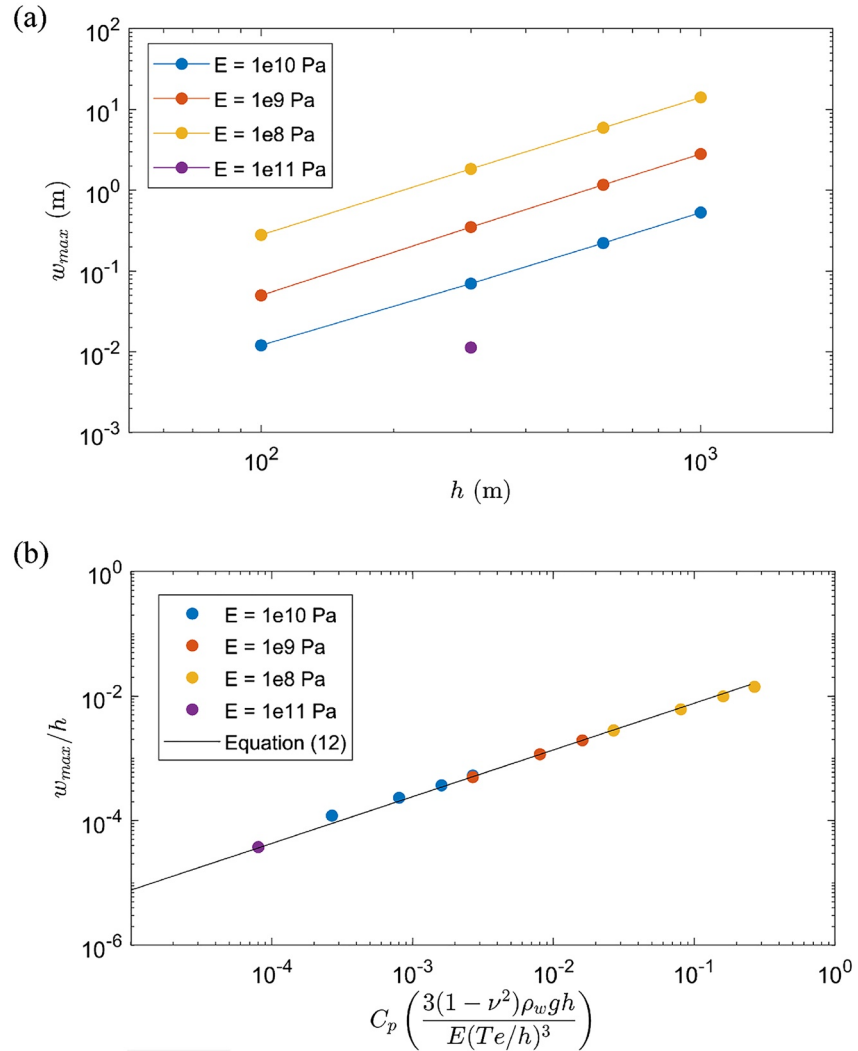 (a)
10^2
10^1
10^0
10^-1
10^-2
10^-3
w_max (m)
E = 1e10 Pa
E = 1e9 Pa
E = 1e8 Pa
E = 1e11 Pa
10^2
10^3
h (m)
(b)
10^0
10^-2
10^-4
10^-6
w_max/h
E = 1e10 Pa
E = 1e9 Pa
E = 1e8 Pa
E = 1e11 Pa
Equation (12)
10^-4
10^-3
10^-2
10^-1
10^0
C_p ( 3(1 − ν^2)ρ_w gh / E(Te/h)^3 )